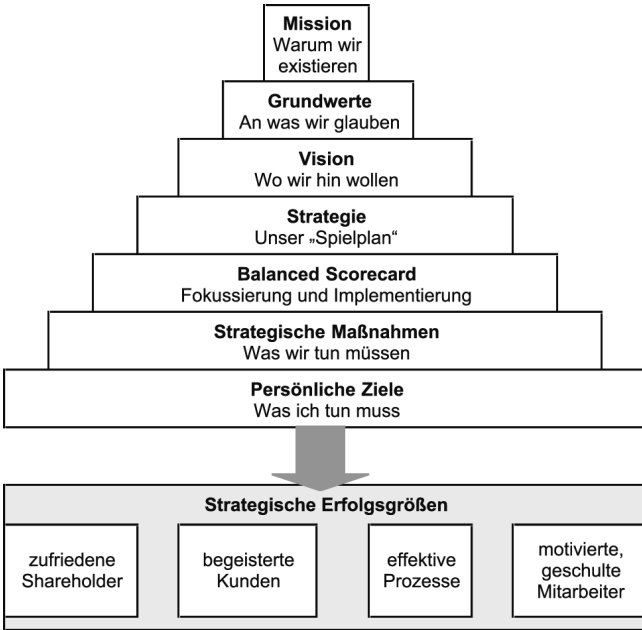 Mission
Warum wir
existieren
Grundwerte
An was wir glauben
Vision
Wo wir hin wollen
Strategie
Unser „Spielplan“
Balanced Scorecard
Fokussierung und Implementierung
Strategische Maßnahmen
Was wir tun müssen
Persönliche Ziele
Was ich tun muss
Strategische Erfolgsgrößen
zufriedene
Shareholder
begeisterte
Kunden
effektive
Prozesse
motivierte,
geschulte
Mitarbeiter